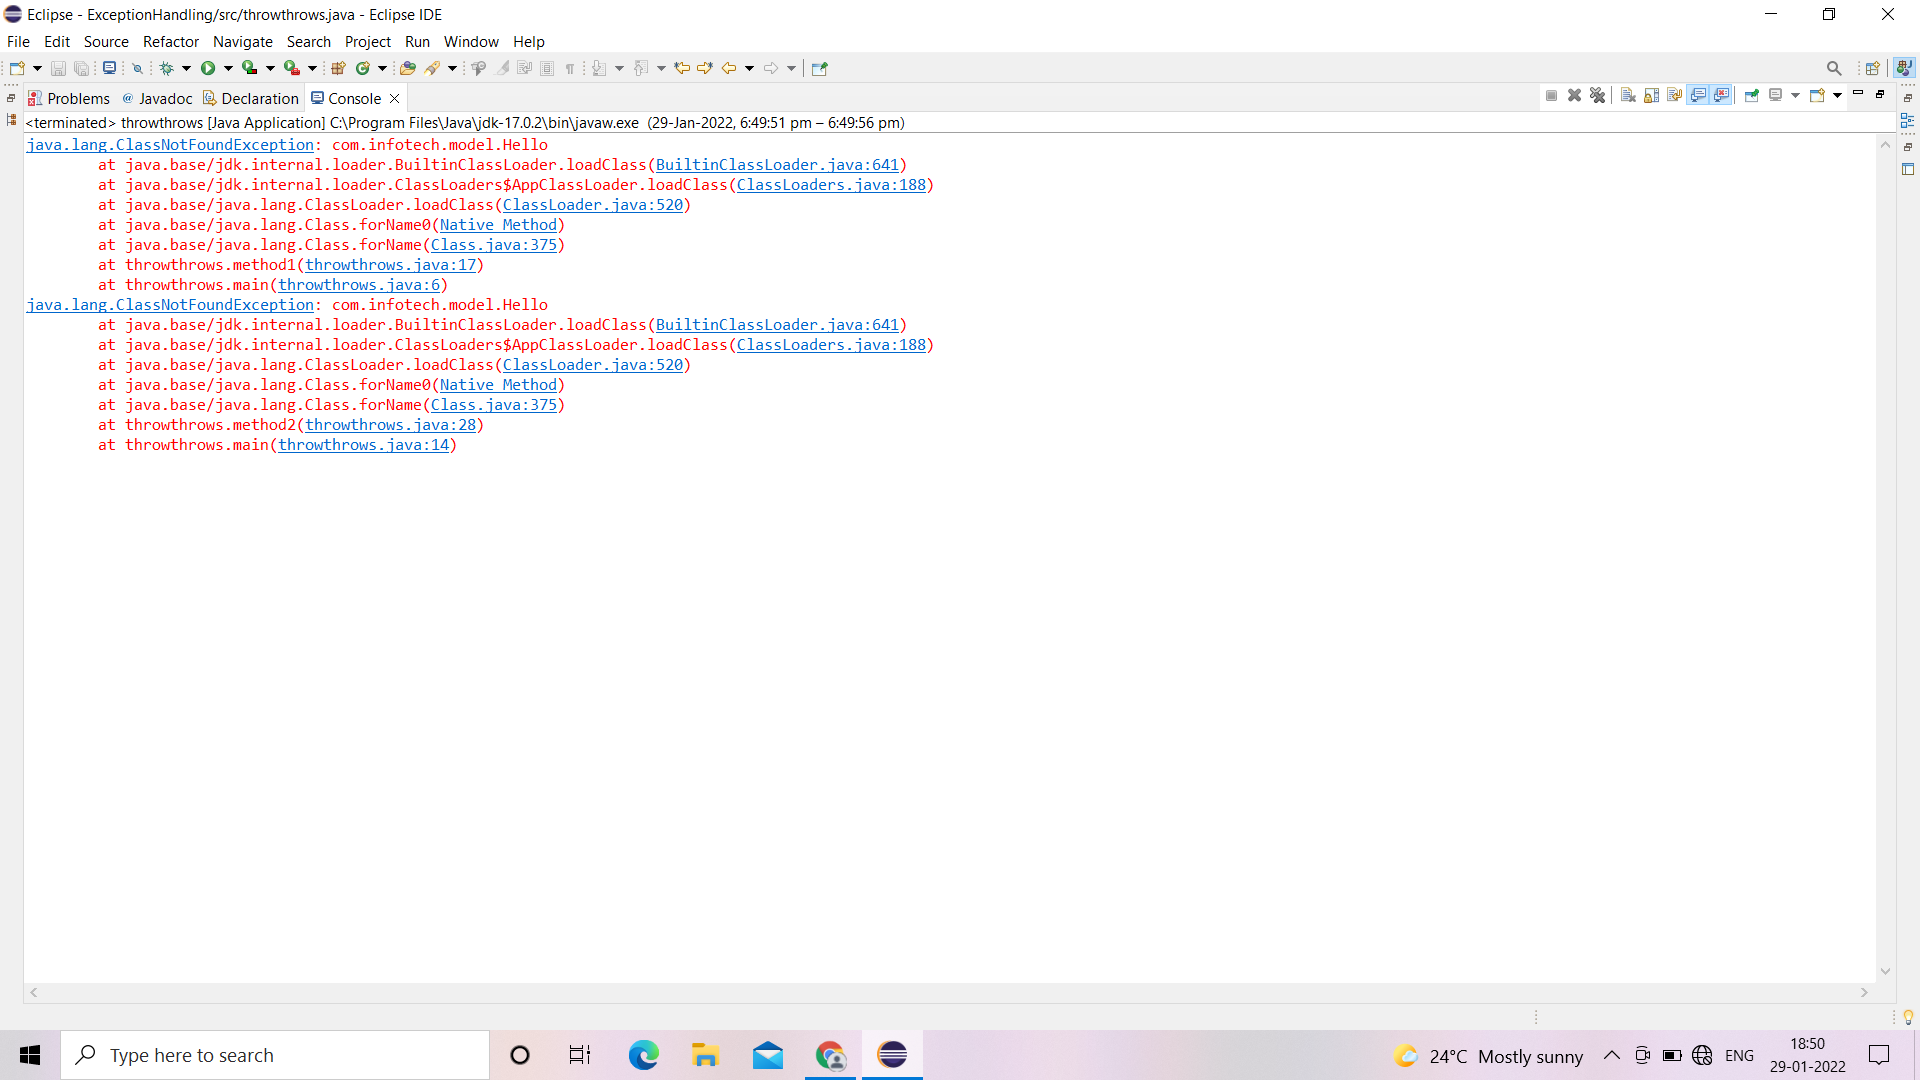 Eclipse - ExceptionHandling/src/throwthrows.java - Eclipse IDE
File Edit Source Refactor Navigate Search Project Run Window Help
Problems @ Javadoc Declaration Console
<terminated> throwthrows [Java Application] C:\Program Files\Java\jdk-17.0.2\bin\javaw.exe (29-Jan-2022, 6:49:51 pm – 6:49:56 pm)
java.lang.ClassNotFoundException: com.infotech.model.Hello
at java.base/jdk.internal.loader.BuiltinClassLoader.loadClass(BuiltinClassLoader.java:641)
at java.base/jdk.internal.loader.ClassLoaders$AppClassLoader.loadClass(ClassLoaders.java:188)
at java.base/java.lang.ClassLoader.loadClass(ClassLoader.java:520)
at java.base/java.lang.Class.forName0(Native Method)
at java.base/java.lang.Class.forName(Class.java:375)
at throwthrows.method1(throwthrows.java:17)
at throwthrows.main(throwthrows.java:6)
java.lang.ClassNotFoundException: com.infotech.model.Hello
at java.base/jdk.internal.loader.BuiltinClassLoader.loadClass(BuiltinClassLoader.java:641)
at java.base/jdk.internal.loader.ClassLoaders$AppClassLoader.loadClass(ClassLoaders.java:188)
at java.base/java.lang.ClassLoader.loadClass(ClassLoader.java:520)
at java.base/java.lang.Class.forName0(Native Method)
at java.base/java.lang.Class.forName(Class.java:375)
at throwthrows.method2(throwthrows.java:28)
at throwthrows.main(throwthrows.java:14)
Type here to search
24°C Mostly sunny
ENG
18:50
29-01-2022